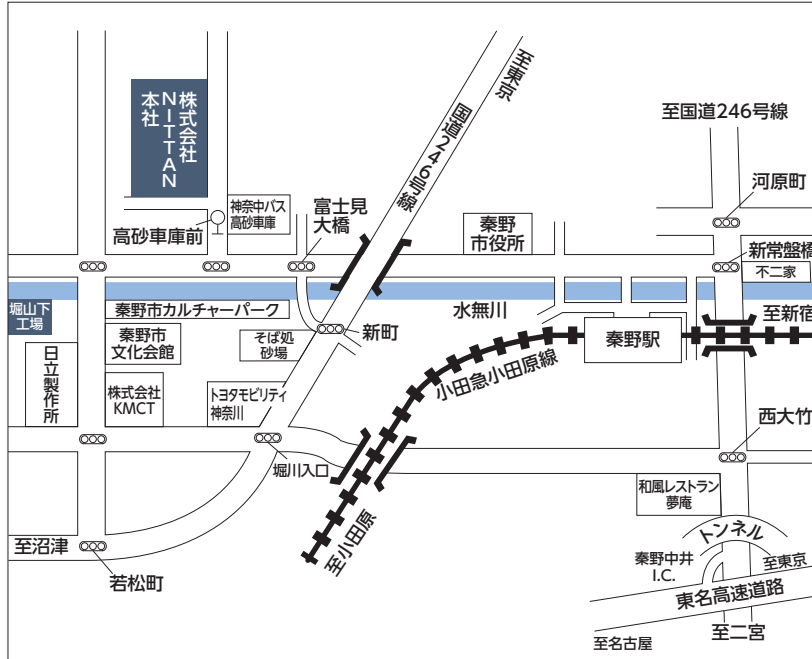 至東京
国道246号線
至国道246号線
株式会社
NITTAN
本社
河原町
神奈中バス
高砂車庫
高砂車庫前
富士見
大橋
秦野
市役所
新常盤橋
不二家
堀山下
工場
秦野市カルチャーパーク
水無川
至新宿
秦野市
文化会館
そば処
砂場
新町
秦野駅
日立製作所
小田急小田原線
株式会社
KMCT
トヨタモビリティ
神奈川
西大竹
堀川入口
和風レストラン
夢庵
至小田原
トンネル
至沼津
秦野中井
I.C.
至東京
若松町
東名高速道路
至二宮
至名古屋